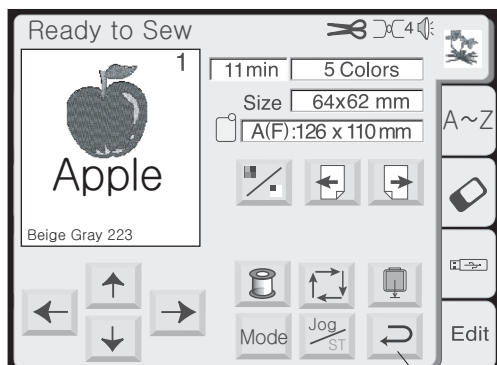 Ready to Sew
4
1
11min
5 Colors
Size
64x62 mm
A(F):126 x 110mm
Apple
Beige Gray 223
A~Z
Mode
Jog/ST
Edit